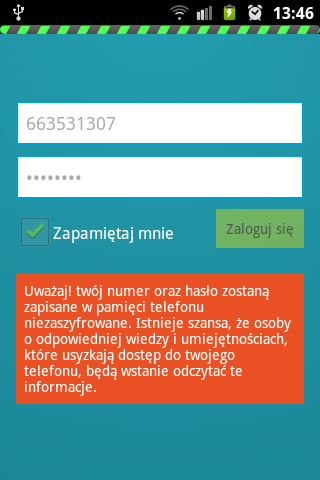 13:46
663531307
••••••••
Zapamiętaj mnie
Zaloguj się
Uważaj! twój numer oraz hasło zostaną
zapisane w pamięci telefonu
niezaszyfrowane. Istnieje szansa, że osoby
o odpowiedniej wiedzy i umiejętnościach,
które usyzkają dostęp do twojego
telefonu, będą wstanie odczytać te
informacje.